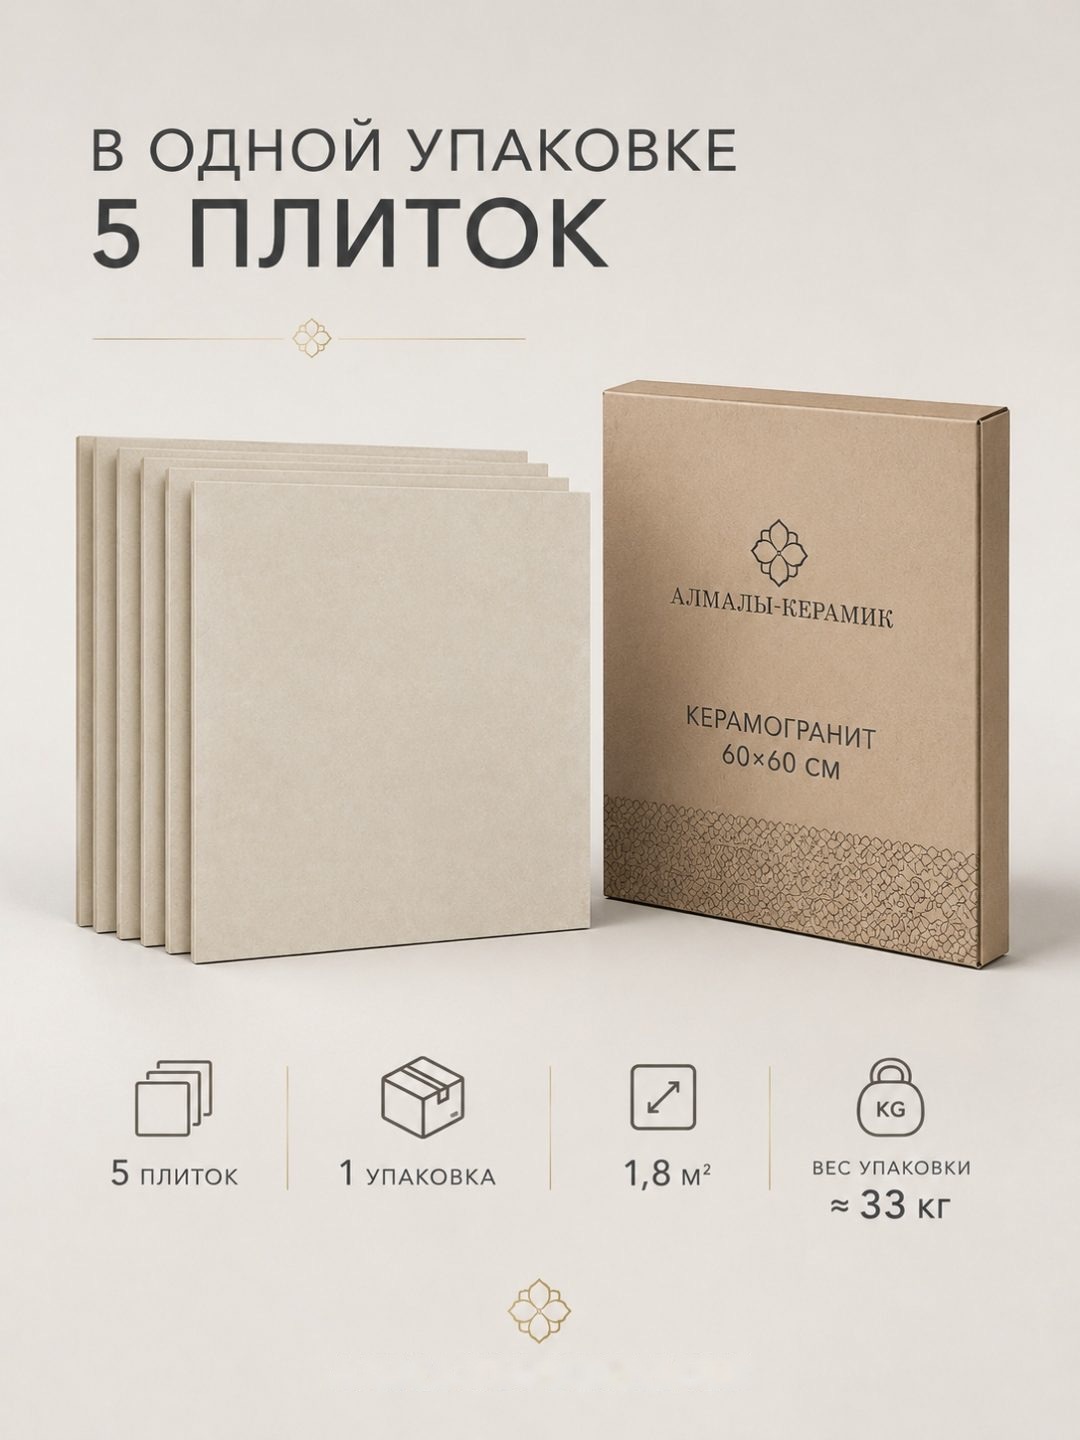 В ОДНОЙ УПАКОВКЕ
5 ПЛИТОК
АЛМАЛЫ-КЕРАМИК
КЕРАМОГРАНИТ
60×60 СМ
5 ПЛИТОК
1 УПАКОВКА
1,8 М²
KG
ВЕС УПАКОВКИ
≈ 33 КГ